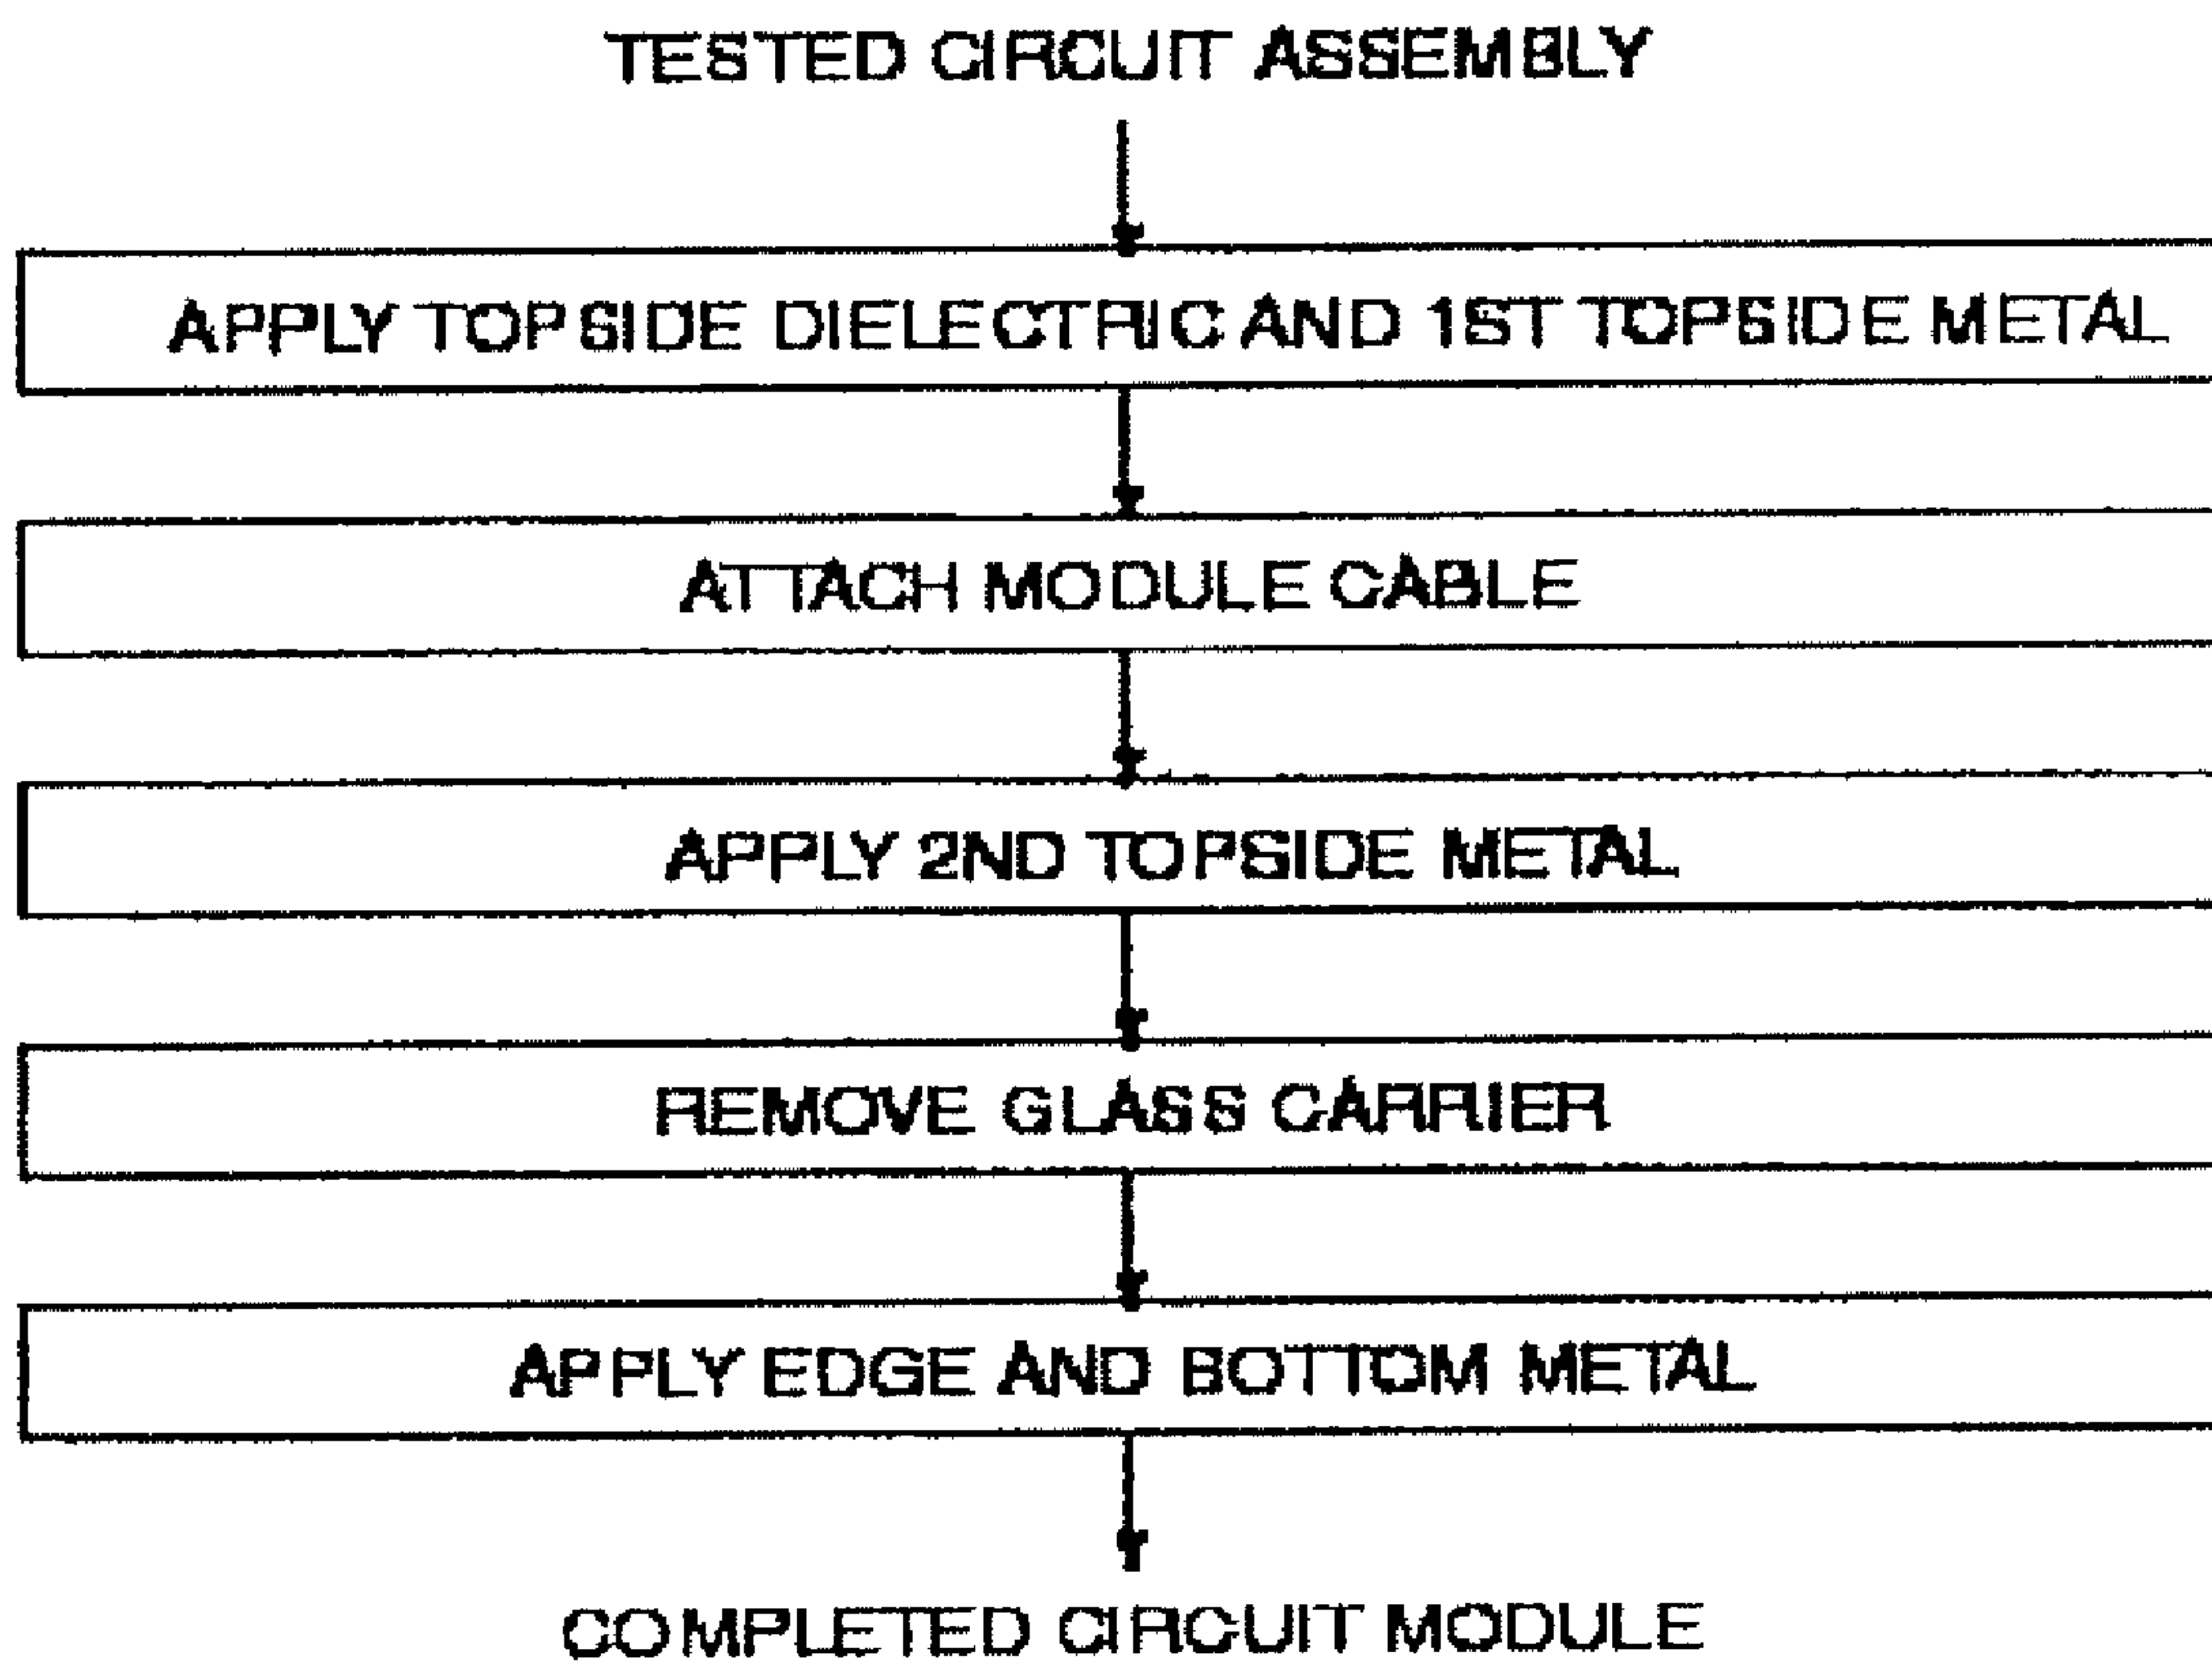 TESTED CIRCUIT ASSEMBLY
APPLY TOPSIDE DIELECTRIC AND 1ST TOPSIDE METAL
ATTACH MODULE CABLE
APPLY 2ND TOPSIDE METAL
REMOVE GLASS CARRIER
APPLY EDGE AND BOTTOM METAL
COMPLETED CIRCUIT MODULE